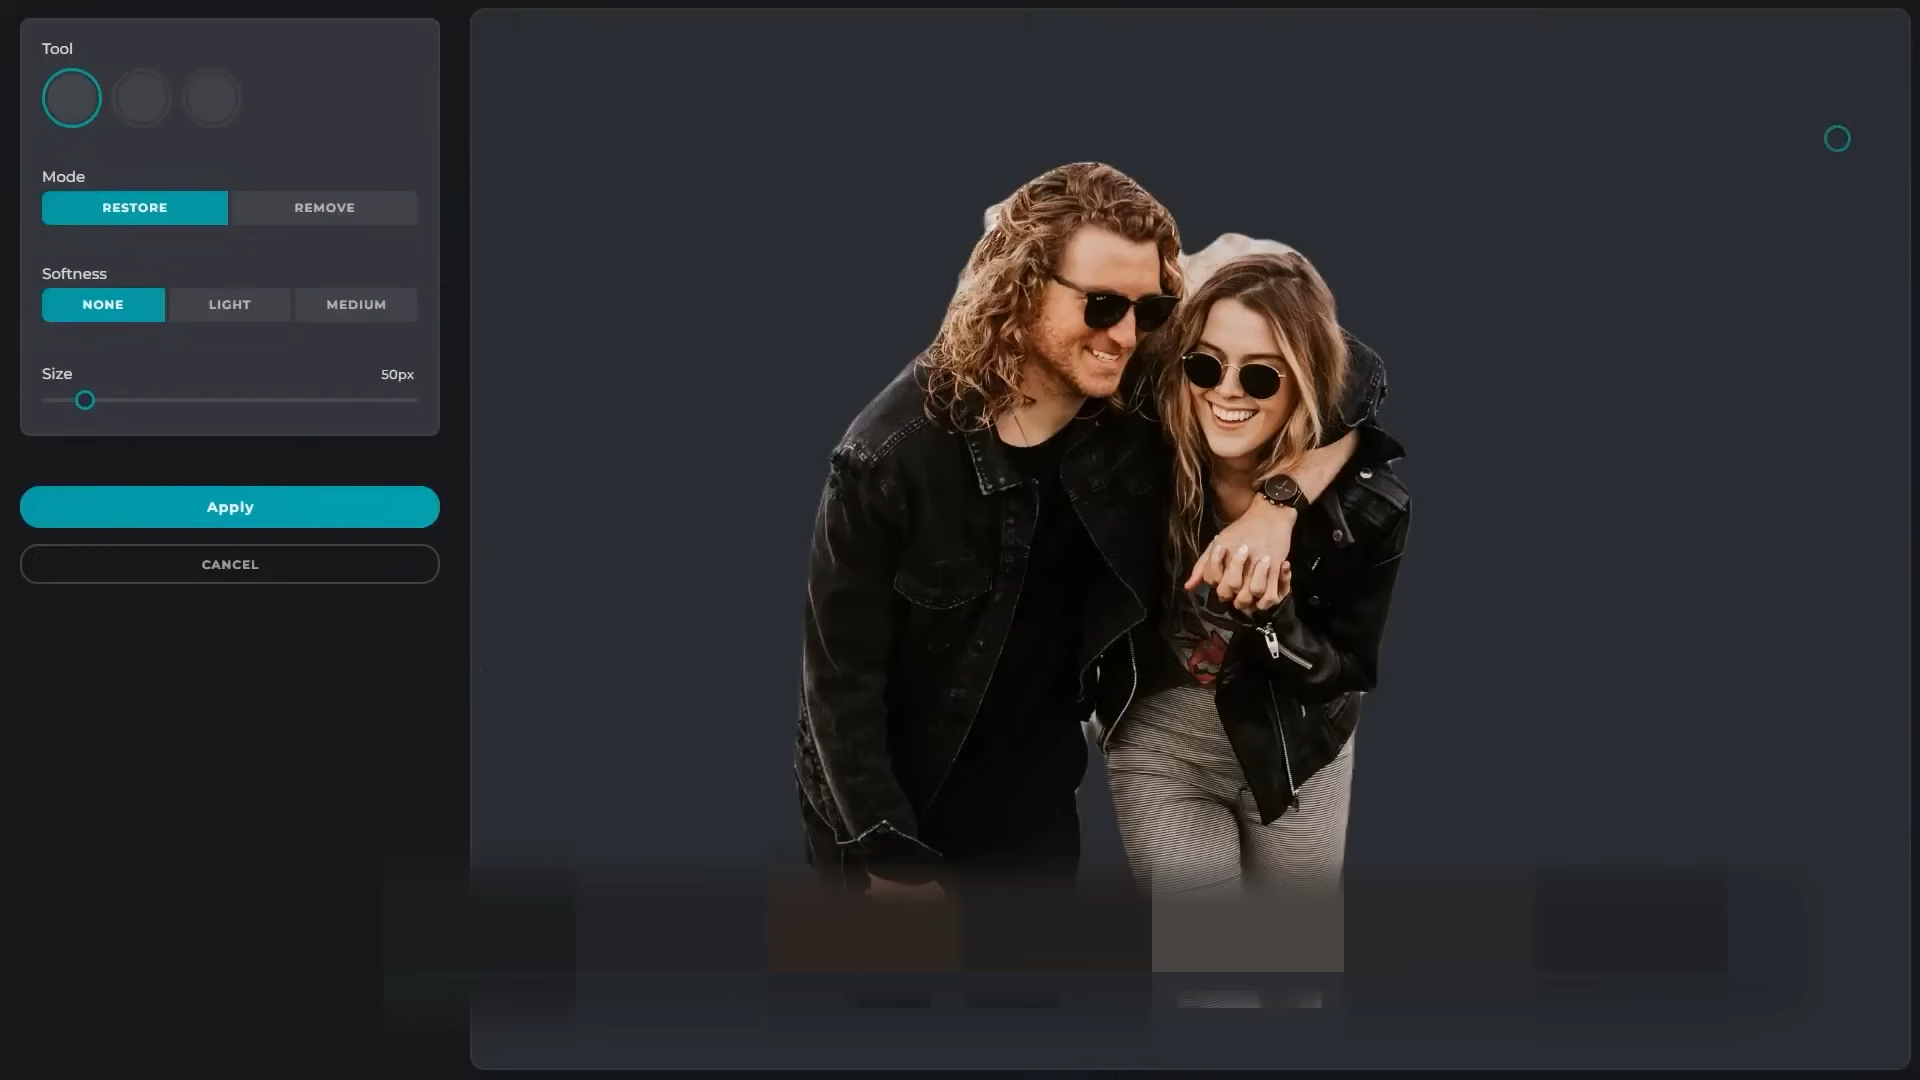 Tool
Mode
RESTORE REMOVE
Softness
NONE LIGHT MEDIUM
Size 50px
Apply
CANCEL